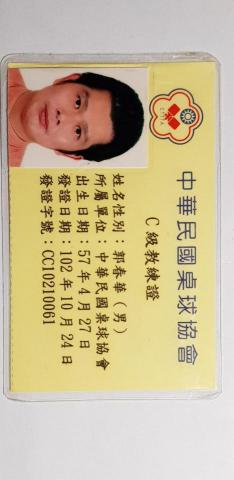 中華民國桌球協會
C級教練證
姓名性別：郭春華（男）
所屬單位：中華民國桌球協會
出生日期：57年4月27日
發證日期：102年10月24日
發證字號：CC10210061